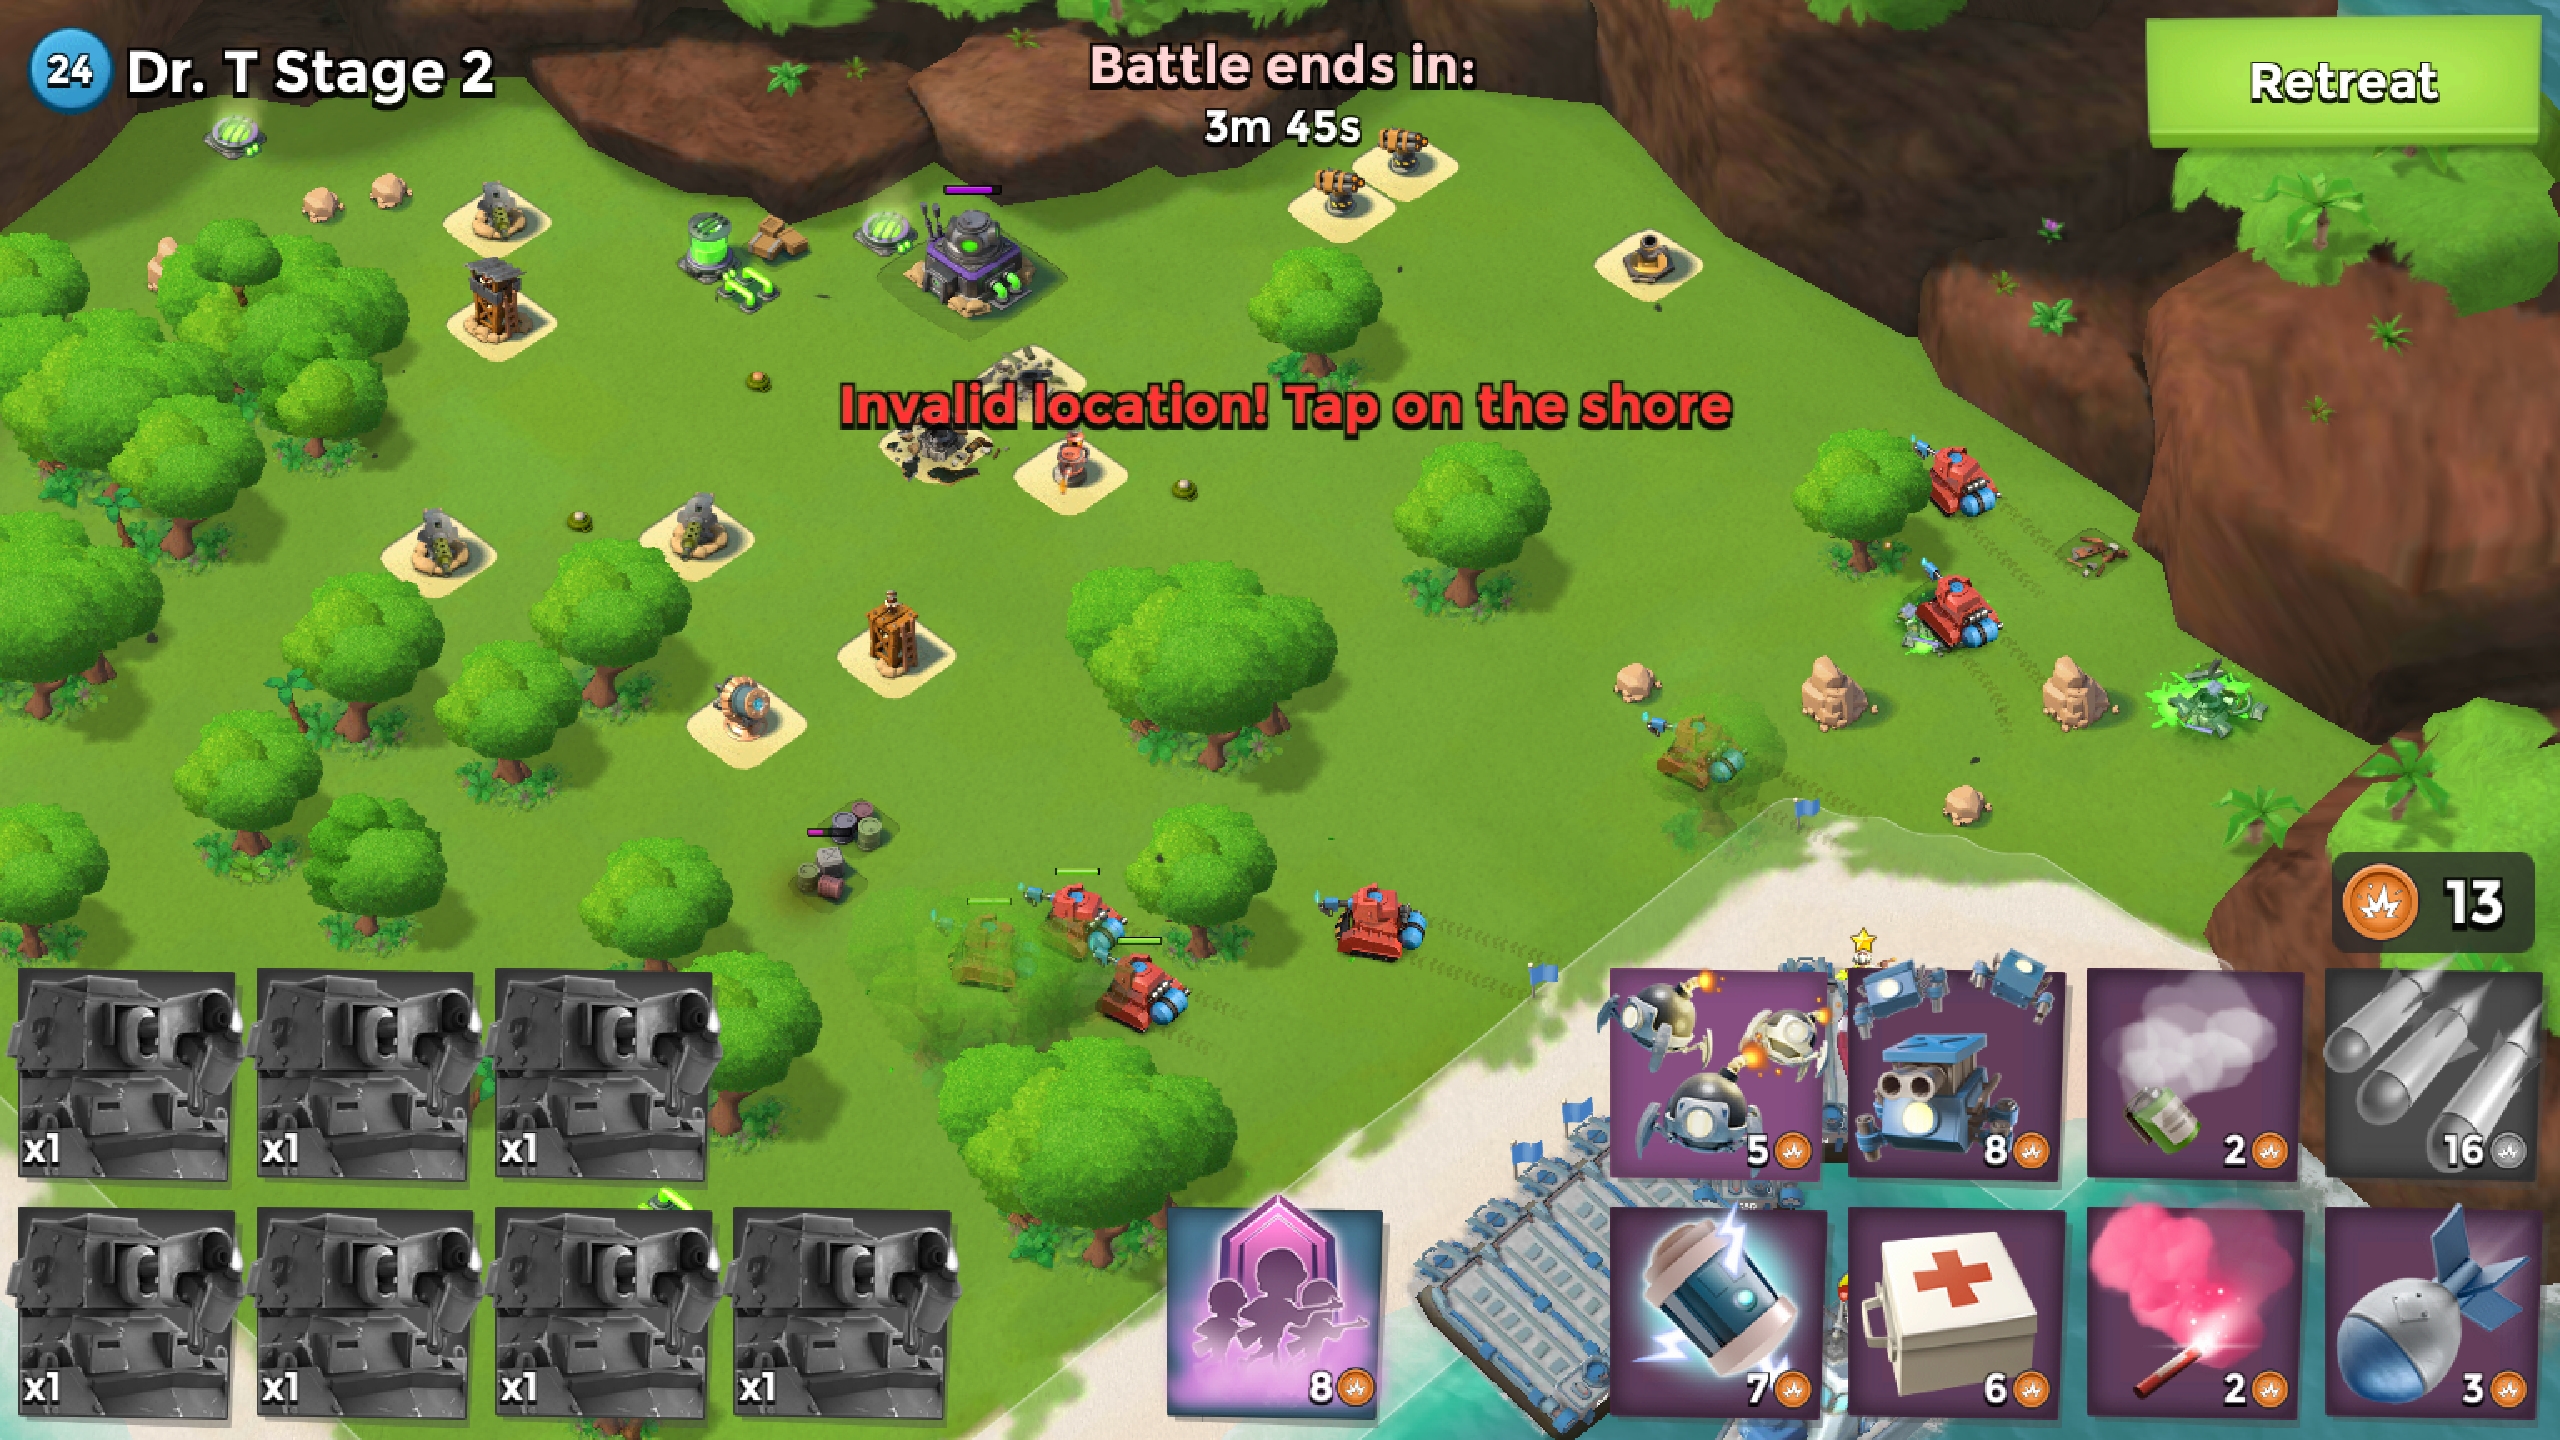 24 Dr. T Stage 2
Battle ends in:
3m 45s
Retreat
Invalid location! Tap on the shore
13
x1 x1 x1
5 8 2 16
x1 x1 x1 x1
8 7 6 2 3